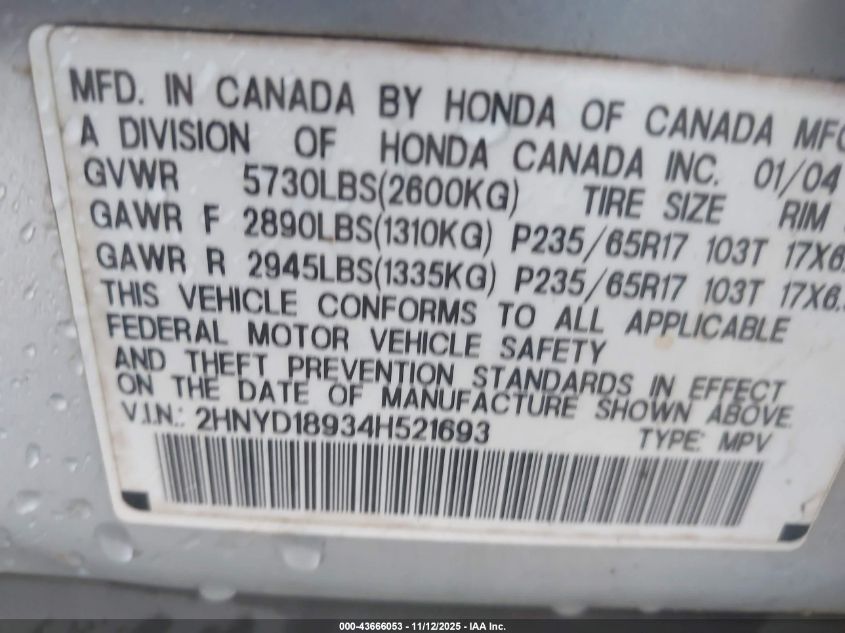 MFD. IN CANADA BY HONDA OF CANADA MFG
A DIVISION OF HONDA CANADA INC. 01/04
GVWR 5730LBS(2600KG) TIRE SIZE RIM
GAWR F 2890LBS(1310KG) P235/65R17 103T 17X6.
GAWR R 2945LBS(1335KG) P235/65R17 103T 17X6.
THIS VEHICLE CONFORMS TO ALL APPLICABLE
FEDERAL MOTOR VEHICLE SAFETY
AND THEFT PREVENTION STANDARDS IN EFFECT
ON THE DATE OF MANUFACTURE SHOWN ABOVE.
V.I.N.: 2HNYD18934H521693 TYPE: MPV
000-43666053 - 11/12/2025 - IAA Inc.